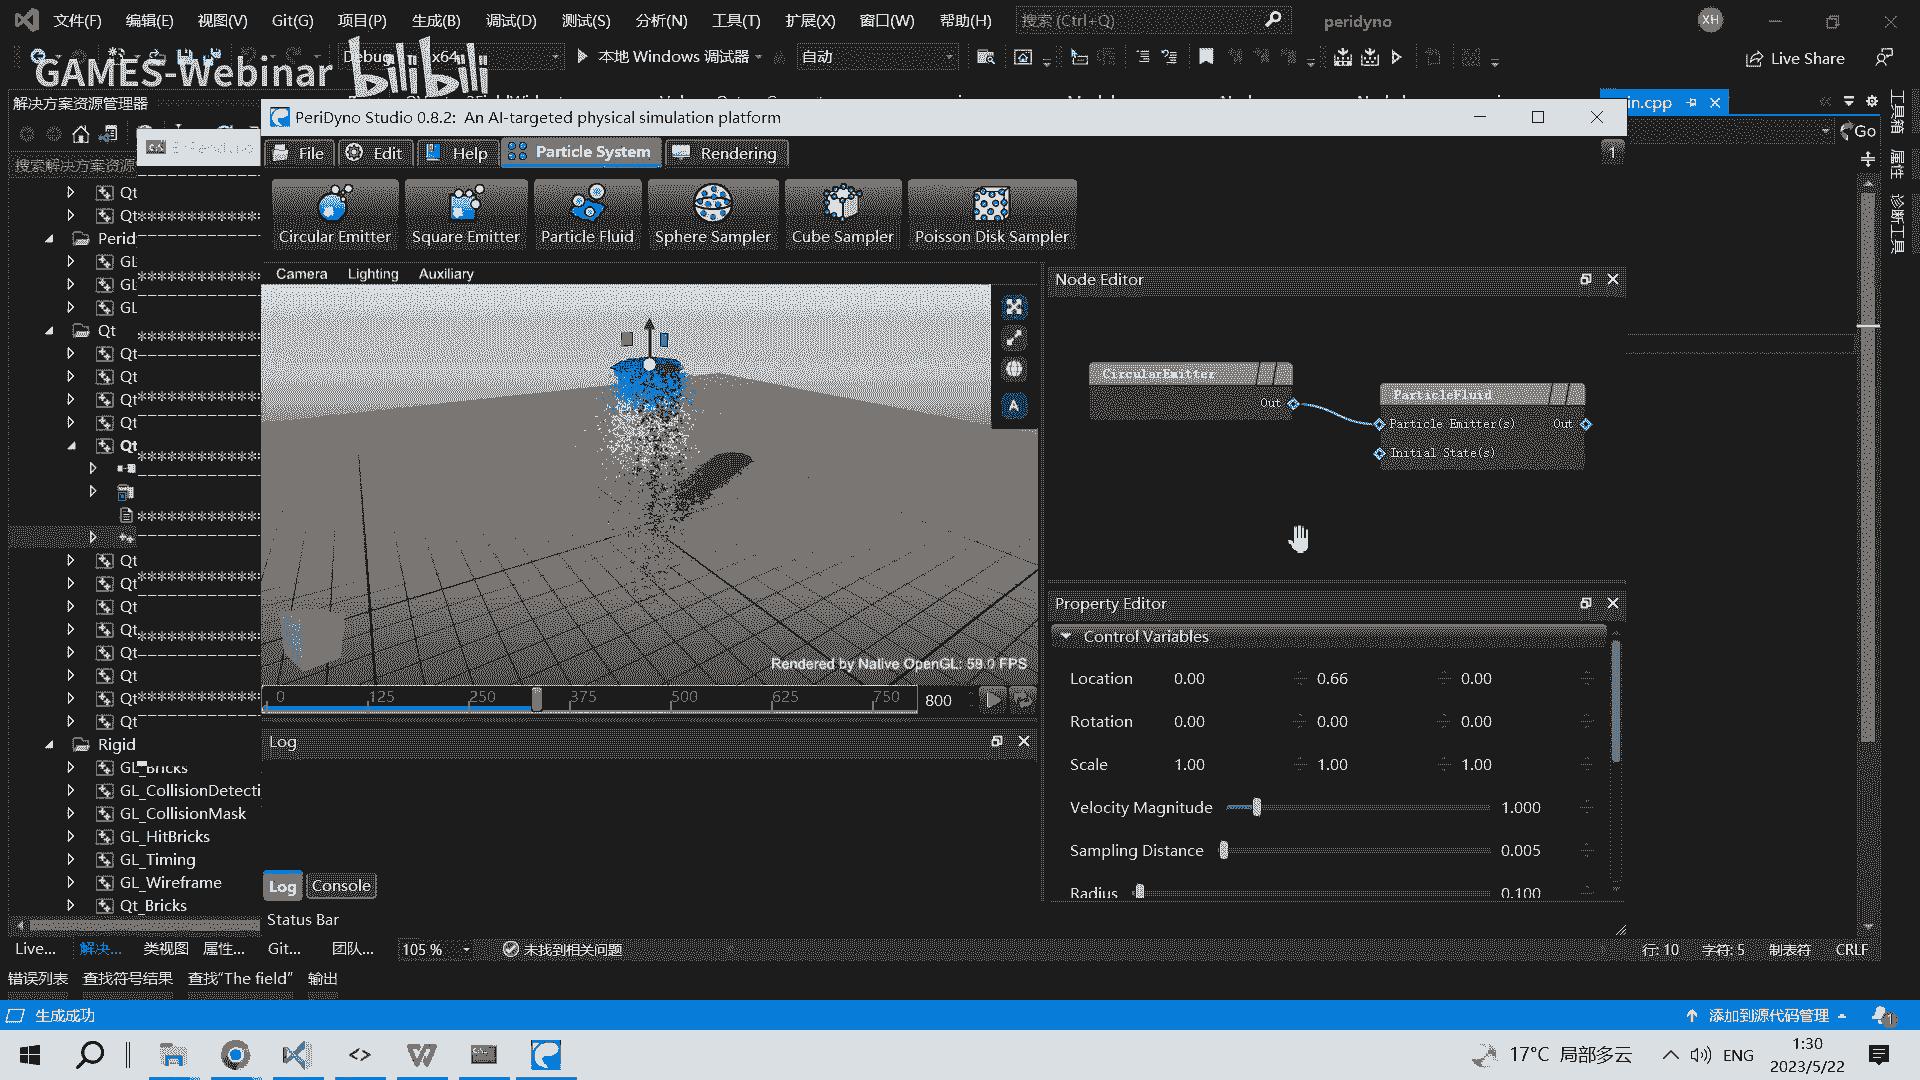 文件(F) 编辑(E) 视图(V) Git(G) 项目(P) 生成(B) 调试(D) 测试(S) 分析(N) 工具(T) 扩展(X) 窗口(W) 帮助(H) 搜索 (Ctrl+Q) peridyno XH
Debug x64 本地 Windows 调试器 自动 Live Share
GAMES-Webinar bilibili
解决方案资源管理器
in.cpp
工具箱
属性
诊断工具
PeriDyno Studio 0.8.2: An AI-targeted physical simulation platform
Go
File Edit Help Particle System Rendering 1
搜索解决方案资源
Circular Emitter Square Emitter Particle Fluid Sphere Sampler Cube Sampler Poisson Disk Sampler
Camera Lighting Auxiliary
Node Editor
CircularEmitter
Out
ParticleFluid
Particle Emitter(s) Out
Initial State(s)
A
Rendered by Native OpenGL: 59.0 FPS
0 125 250 375 500 625 750 800
Log
Log Console
Status Bar
Property Editor
Control Variables
Location 0.00 0.66 0.00
Rotation 0.00 0.00 0.00
Scale 1.00 1.00 1.00
Velocity Magnitude 1.000
Sampling Distance 0.005
Radius 0.100
Qt
Qt
Perid
GL
GL
GL
Qt
Qt
Qt
Qt
Qt
Qt
Qt
Qt
Qt
Qt
Qt
Qt
Qt
Qt
Rigid
GL_Bricks
GL_CollisionDetecti
GL_CollisionMask
GL_HitBricks
GL_Timing
GL_Wireframe
Qt_Bricks
Live... 解决... 类视图 属性... Git... 团队... 105 % 未找到相关问题 行: 10 字符: 5 制表符 CRLF
错误列表 查找符号结果 查找"The field" 输出
生成成功 添加到源代码管理 1
17°C 局部多云 ENG 1:30
2023/5/22